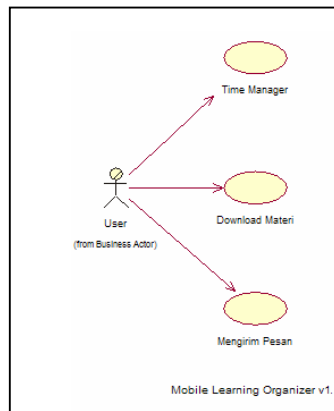 Time Manager
User
(from Business Actor)
Download Materi
Mengirim Pesan
Mobile Learning Organizer v1.